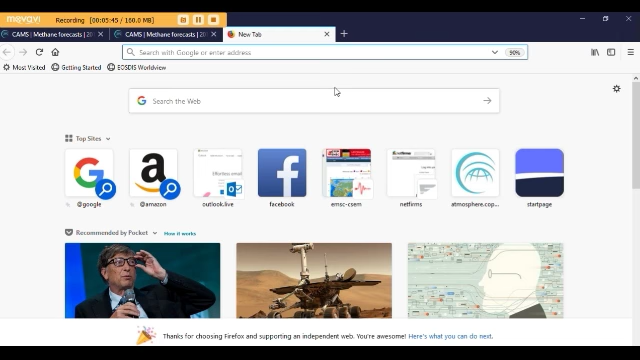 movavi Recording [00:05:45 / 160.0 MB]
CAMS | Methane forecasts | 20 CAMS | Methane forecasts | 20 New Tab
Search with Google or enter address 90%
Most Visited Getting Started EOSDIS Worldview
Search the Web
Top Sites
@google @amazon outlook.live facebook emsc-csem netfirms atmosphere.cop... startpage
Recommended by Pocket How it works
Thanks for choosing Firefox and supporting an independent web. You're awesome! Here's what you can do next.